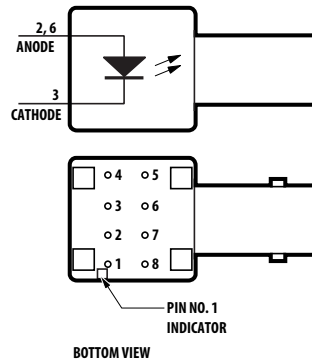 2, 6
ANODE
3
CATHODE
4 5
3 6
2 7
1 8
PIN NO. 1
INDICATOR
BOTTOM VIEW